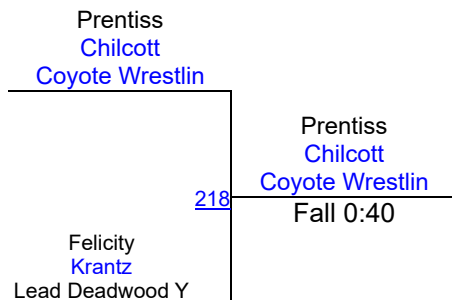 Prentiss
Chilcott
Coyote Wrestlin
Prentiss
Chilcott
Coyote Wrestlin
218
Fall 0:40
Felicity
Krantz
Lead Deadwood Y